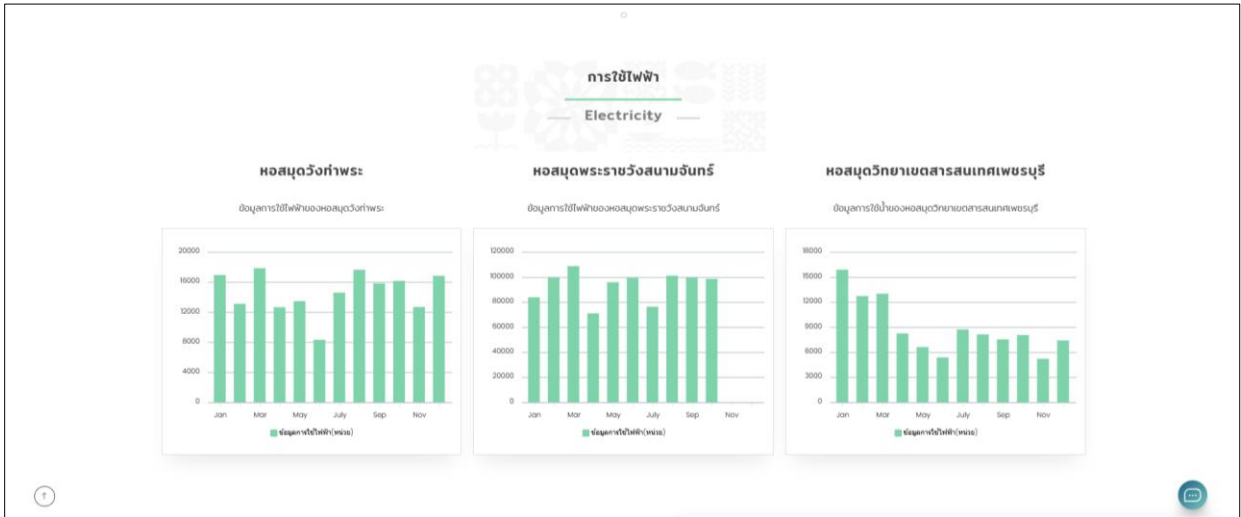 การใช้ไฟฟ้า
Electricity
หอสมุดวังท่าพระ
ข้อมูลการใช้ไฟฟ้าของหอสมุดวังท่าพระ
20000
16000
12000
8000
4000
0
Jan Mar May July Sep Nov
ข้อมูลการใช้ไฟฟ้า(หน่วย)
หอสมุดพระราชวังสนามจันทร์
ข้อมูลการใช้ไฟฟ้าของหอสมุดพระราชวังสนามจันทร์
120000
100000
80000
60000
40000
20000
0
Jan Mar May July Sep Nov
ข้อมูลการใช้ไฟฟ้า(หน่วย)
หอสมุดวิทยาเขตสารสนเทศเพชรบุรี
ข้อมูลการใช้น้ำของหอสมุดวิทยาเขตสารสนเทศเพชรบุรี
18000
15000
12000
9000
6000
3000
0
Jan Mar May July Sep Nov
ข้อมูลการใช้ไฟฟ้า(หน่วย)